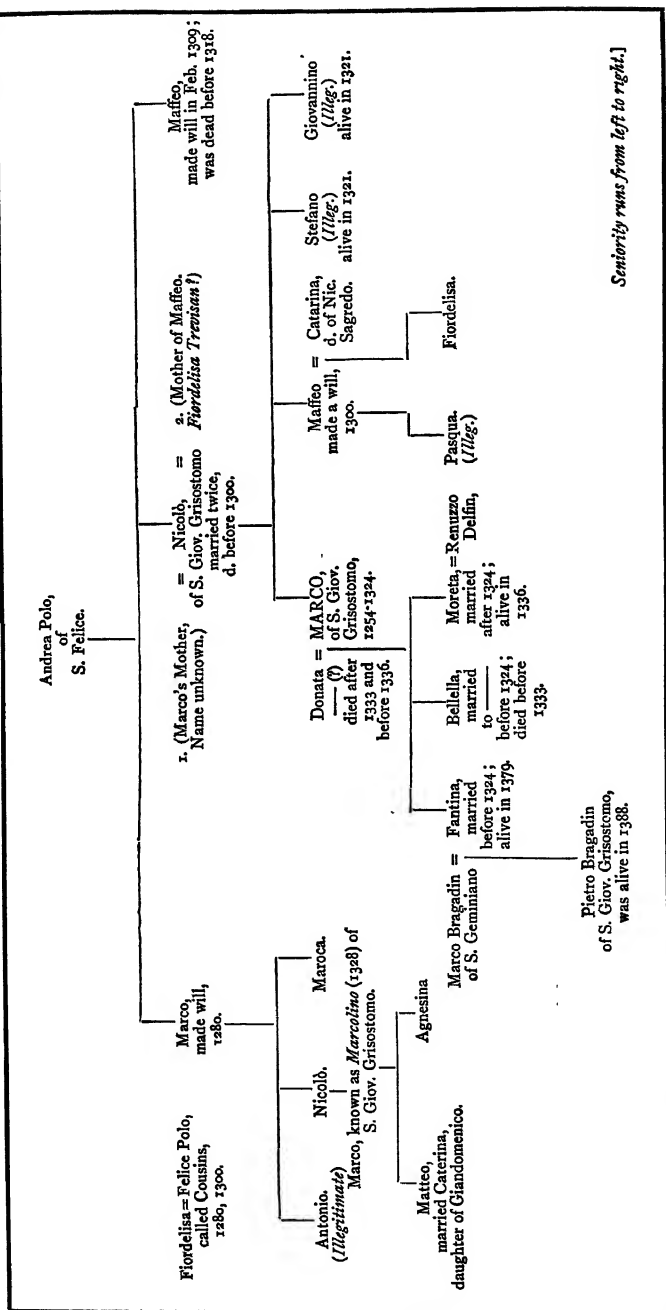 Andrea Polo,
of
S. Felice.
Fiordelisa=Felice Polo,
called Cousins,
1280, 1300.
Marco,
made will,
1280.
1. (Marco's Mother,
Name unknown.)
= Nicolò, =
of S. Giov. Grisostomo
married twice,
d. before 1300.
2. (Mother of Maffeo.
Fiordelisa Trevisan?)
Maffeo,
made will in Feb. 1309;
was dead before 1318.
Antonio.
(Illegitimate)
Nicolò.
Maroca.
Marco, known as Marcolino (1328) of
S. Giov. Grisostomo.
Matteo,
married Caterina,
daughter of Giandomenico.
Agnesina
Donata = MARCO,
—— (?)
died after
1333 and
before 1336.
of S. Giov.
Grisostomo,
1254-1324.
Maffeo =
made a will,
1300.
Catarina,
d. of Nic.
Sagredo.
Stefano
(Illeg.)
alive in 1321.
Giovannino
(Illeg.)
alive in 1321.
Marco Bragadin =
of S. Geminiano
Fantina,
married
before 1324;
alive in 1379.
Bellella,
married
to ——
before 1324;
died before
1333.
Moreta, = Renuzzo
Delfin,
married
after 1324;
alive in
1336.
Pasqua.
(Illeg.)
Fiordelisa.
Pietro Bragadin
of S. Giov. Grisostomo,
was alive in 1388.
Seniority runs from left to right.]